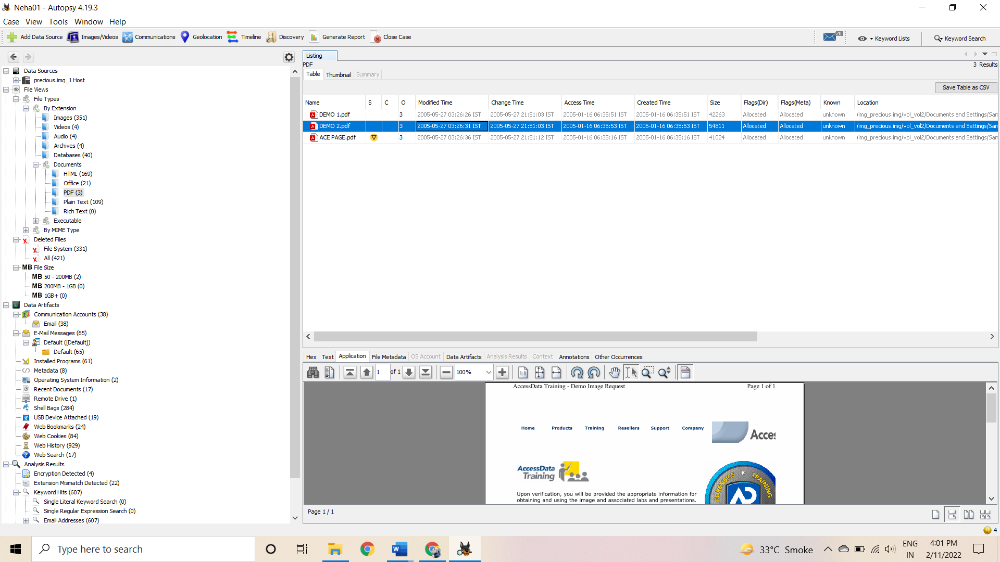 Neha01 - Autopsy 4.19.3
Case View Tools Window Help
Add Data Source Images/Videos Communications Geolocation Timeline Discovery Generate Report Close Case 20 Keyword Lists Keyword Search
Data Sources
precious.img_1 Host
File Views
File Types
By Extension
Images (351)
Videos (4)
Audio (4)
Archives (4)
Databases (40)
Documents
HTML (169)
Office (21)
PDF (3)
Plain Text (109)
Rich Text (0)
Executable
By MIME Type
Deleted Files
File System (331)
All (421)
MB File Size
MB 50 - 200MB (2)
MB 200MB - 1GB (0)
MB 1GB+ (0)
Data Artifacts
Communication Accounts (38)
Email (38)
E-Mail Messages (65)
Default ([Default])
Default (65)
Installed Programs (61)
Metadata (8)
Operating System Information (2)
Recent Documents (17)
Remote Drive (1)
Shell Bags (284)
USB Device Attached (19)
Web Bookmarks (24)
Web Cookies (84)
Web History (929)
Web Search (17)
Analysis Results
Encryption Detected (4)
Extension Mismatch Detected (22)
Keyword Hits (607)
Single Literal Keyword Search (0)
Single Regular Expression Search (0)
Email Addresses (607)
Listing
PDF 3 Results
Table Thumbnail Summary
Save Table as CSV
Name S C O Modified Time Change Time Access Time Created Time Size Flags(Dir) Flags(Meta) Known Location
DEMO 1.pdf 3 2005-05-27 03:26:26 IST 2005-05-27 21:51:03 IST 2005-01-16 06:35:51 IST 2005-01-16 06:35:51 IST 42263 Allocated Allocated unknown /img_precious.img/vol_vol2/Documents and Settings/Sam
DEMO 2.pdf 3 2005-05-27 03:26:31 IST 2005-05-27 21:51:03 IST 2005-01-16 06:35:53 IST 2005-01-16 06:35:53 IST 54811 Allocated Allocated unknown /img_precious.img/vol_vol2/Documents and Settings/Sam
ACE PAGE.pdf 3 2005-05-27 03:26:36 IST 2005-05-27 21:51:12 IST 2005-01-16 06:35:16 IST 2005-01-16 06:35:16 IST 41024 Allocated Allocated unknown /img_precious.img/vol_vol2/Documents and Settings/Sam
Hex Text Application File Metadata OS Account Data Artifacts Analysis Results Context Annotations Other Occurrences
1 of 1 100% 1:1
AccessData Training - Demo Image Request Page 1 of 1
Home Products Training Resellers Support Company
Acces
AccessData
Training
FORENSICS TRAINING
AD
Upon verification, you will be provided the appropriate information for
obtaining and using the image and associated labs and presentations.
Page 1 / 1
4
Type here to search
W
33°C Smoke
ENG
IN
4:01 PM
2/11/2022